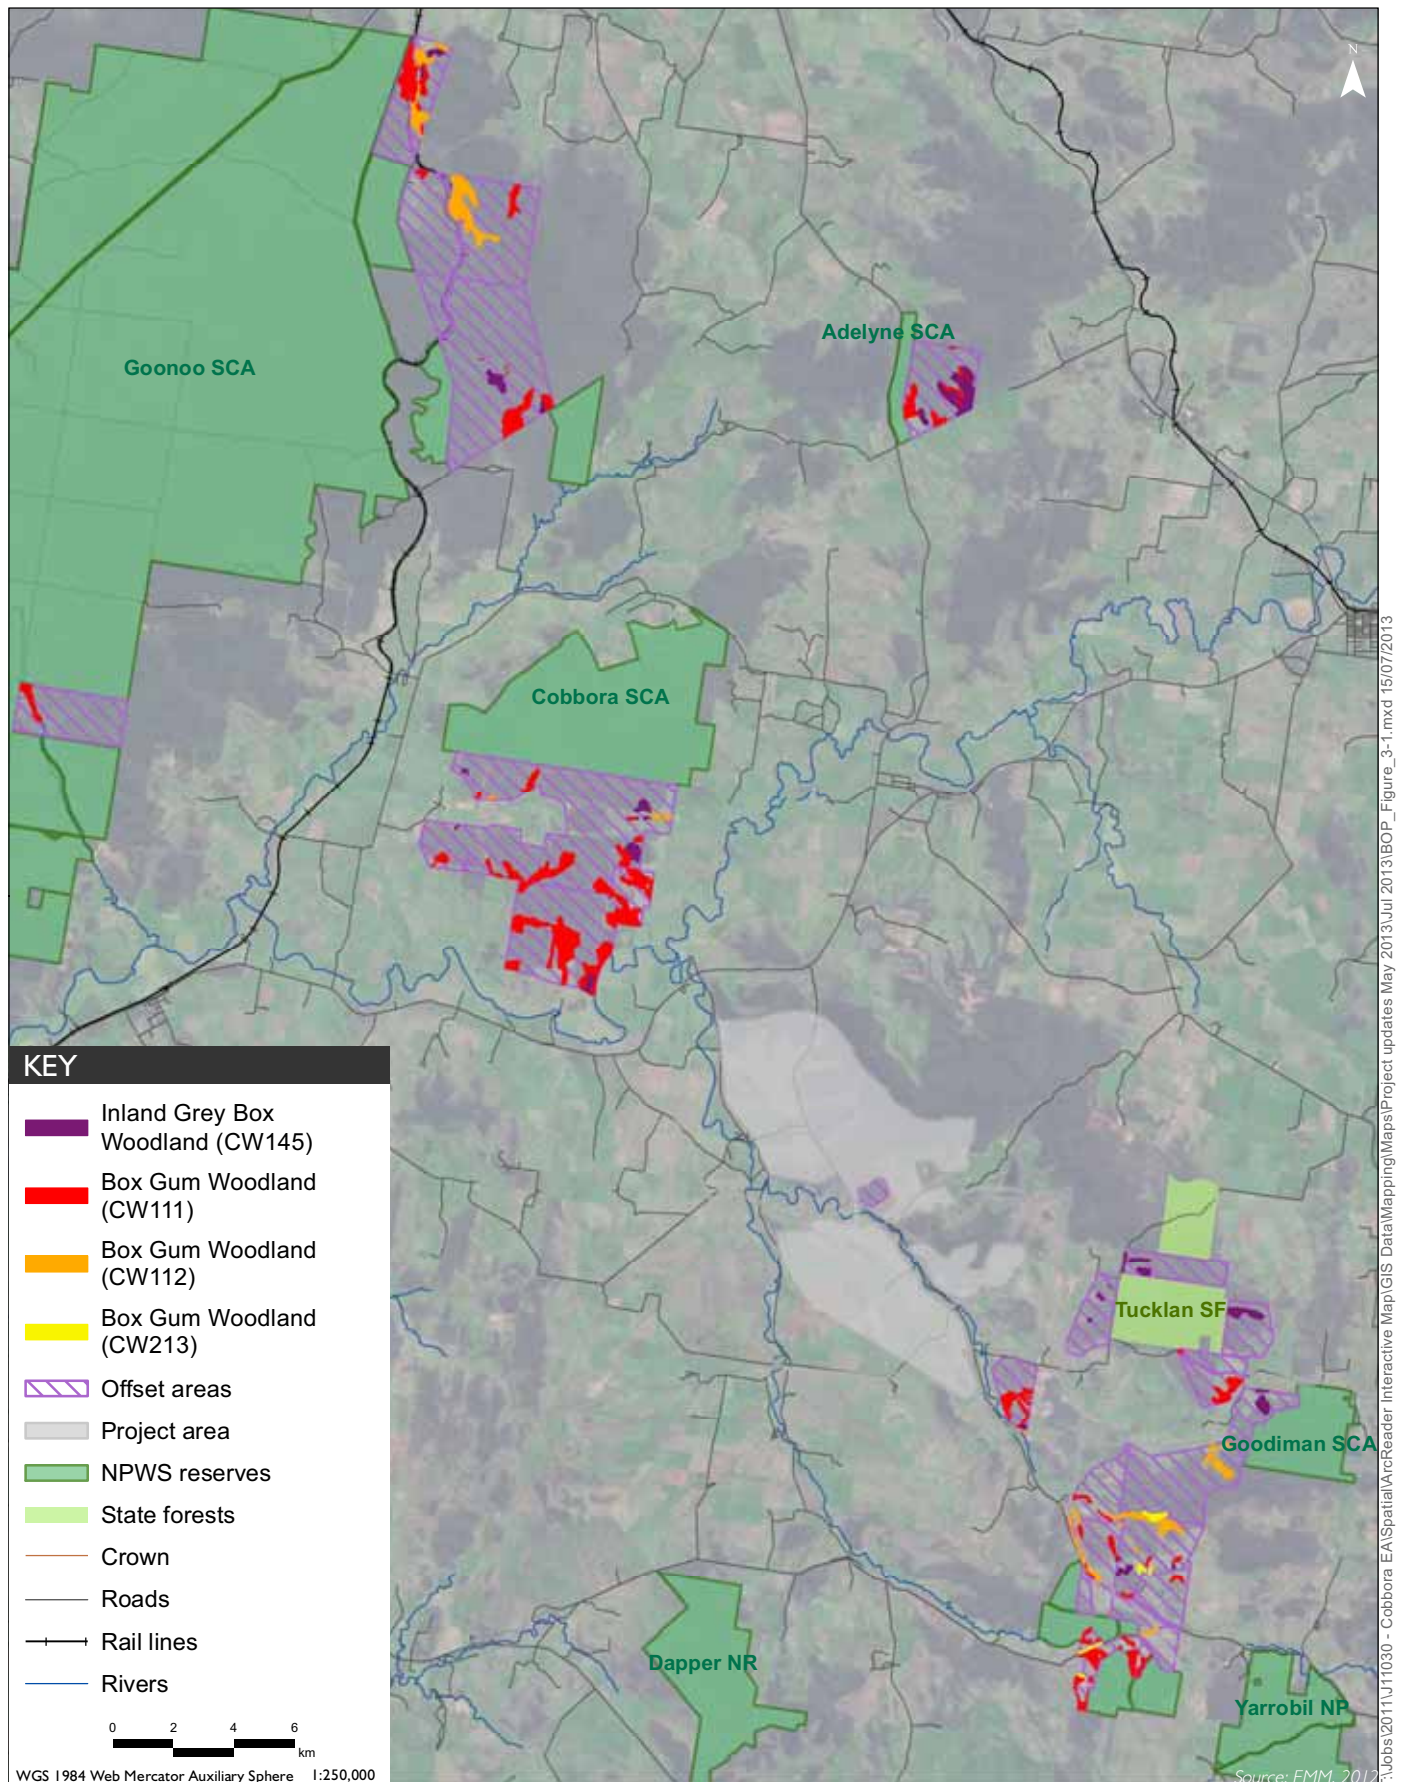 N
Adelyne SCA
Goonoo SCA
Cobbora SCA
KEY
Inland Grey Box
Woodland (CW145)
Box Gum Woodland
(CW111)
Box Gum Woodland
(CW112)
Box Gum Woodland
(CW213)
Offset areas
Project area
NPWS reserves
State forests
Crown
Roads
Rail lines
Rivers
0 2 4 6
km
WGS 1984 Web Mercator Auxiliary Sphere 1:250,000
Tucklan SF
Goodiman SCA
Dapper NR
Yarrobil NP
Source: EMM, 2012
:\Jobs\2011\J11030 - Cobbora EA\Spatial\ArcReader Interactive Map\GIS Data\Mapping\Maps\Project updates May 2013\Jul 2013\BOP_Figure_3-1.mxd 15/07/2013